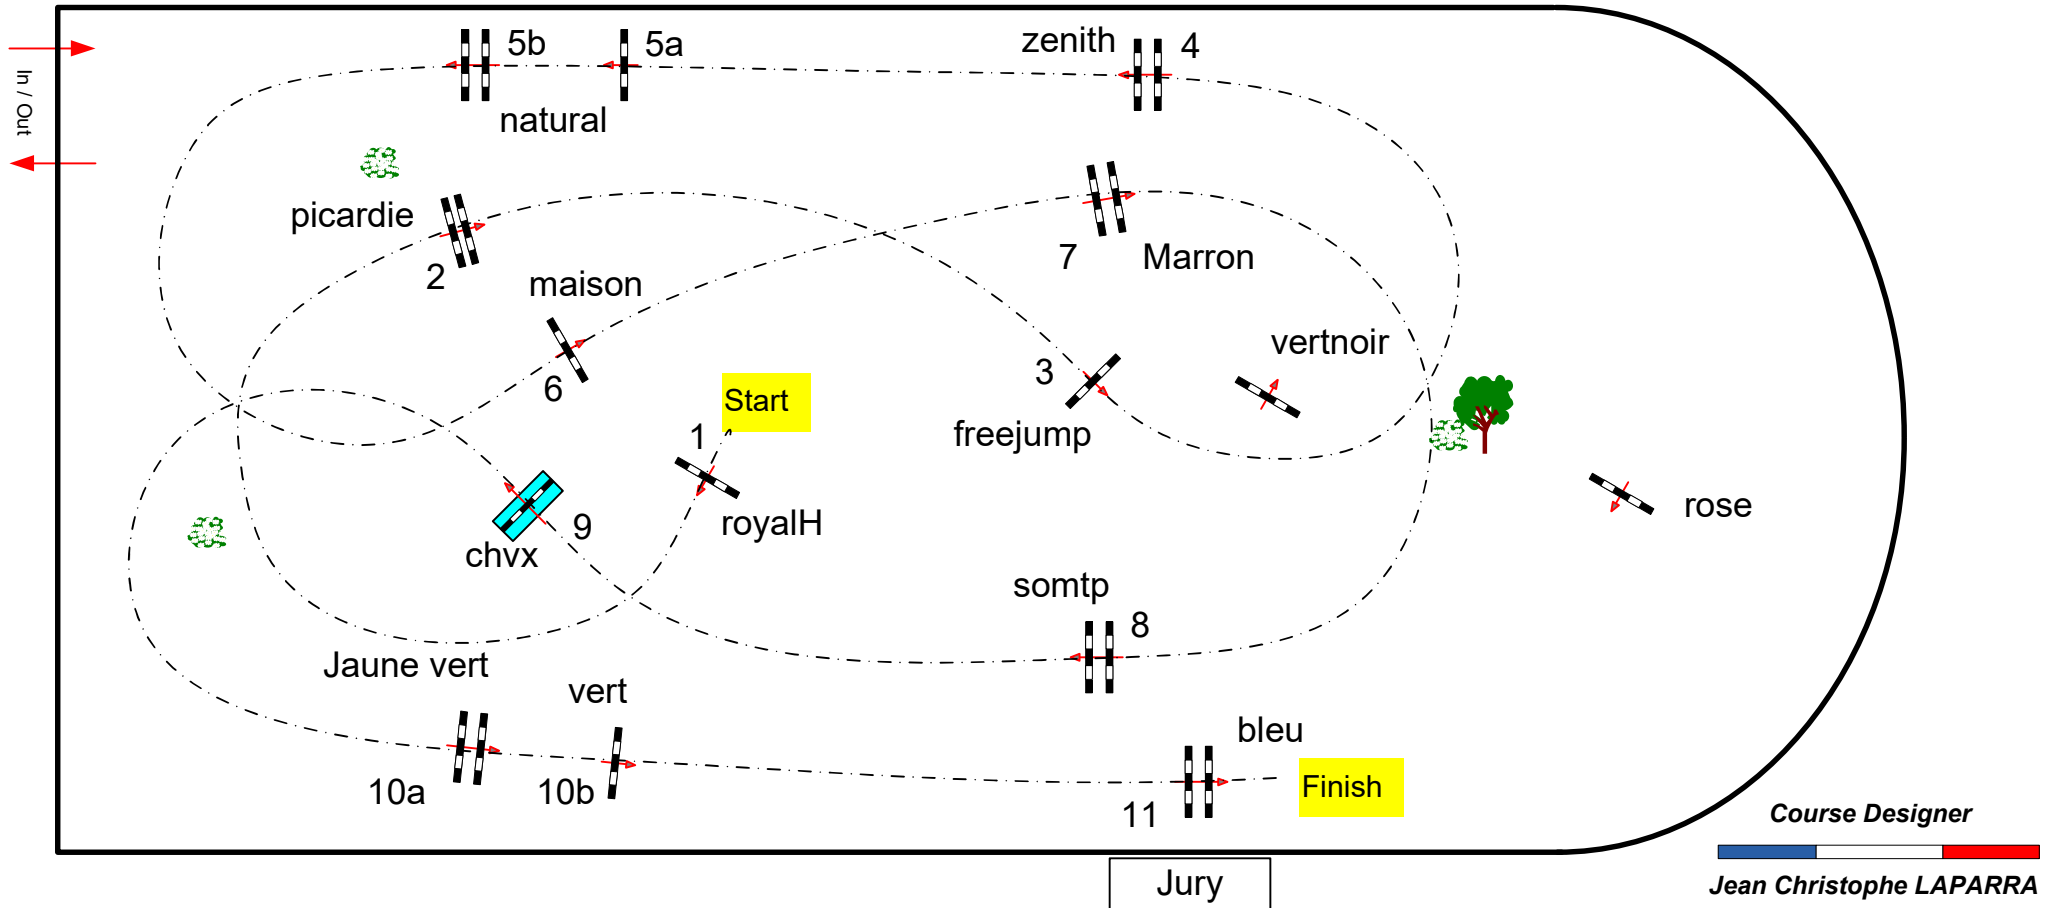 5b
5a
zenith
4
In / Out
natural
picardie
2
maison
7
Marron
vertnoir
3
6
Start
freejump
1
royalH
rose
9
chvx
somtp
8
Jaune vert
vert
bleu
10a
10b
11
Finish
Course Designer
Jury
Jean Christophe LAPARRA